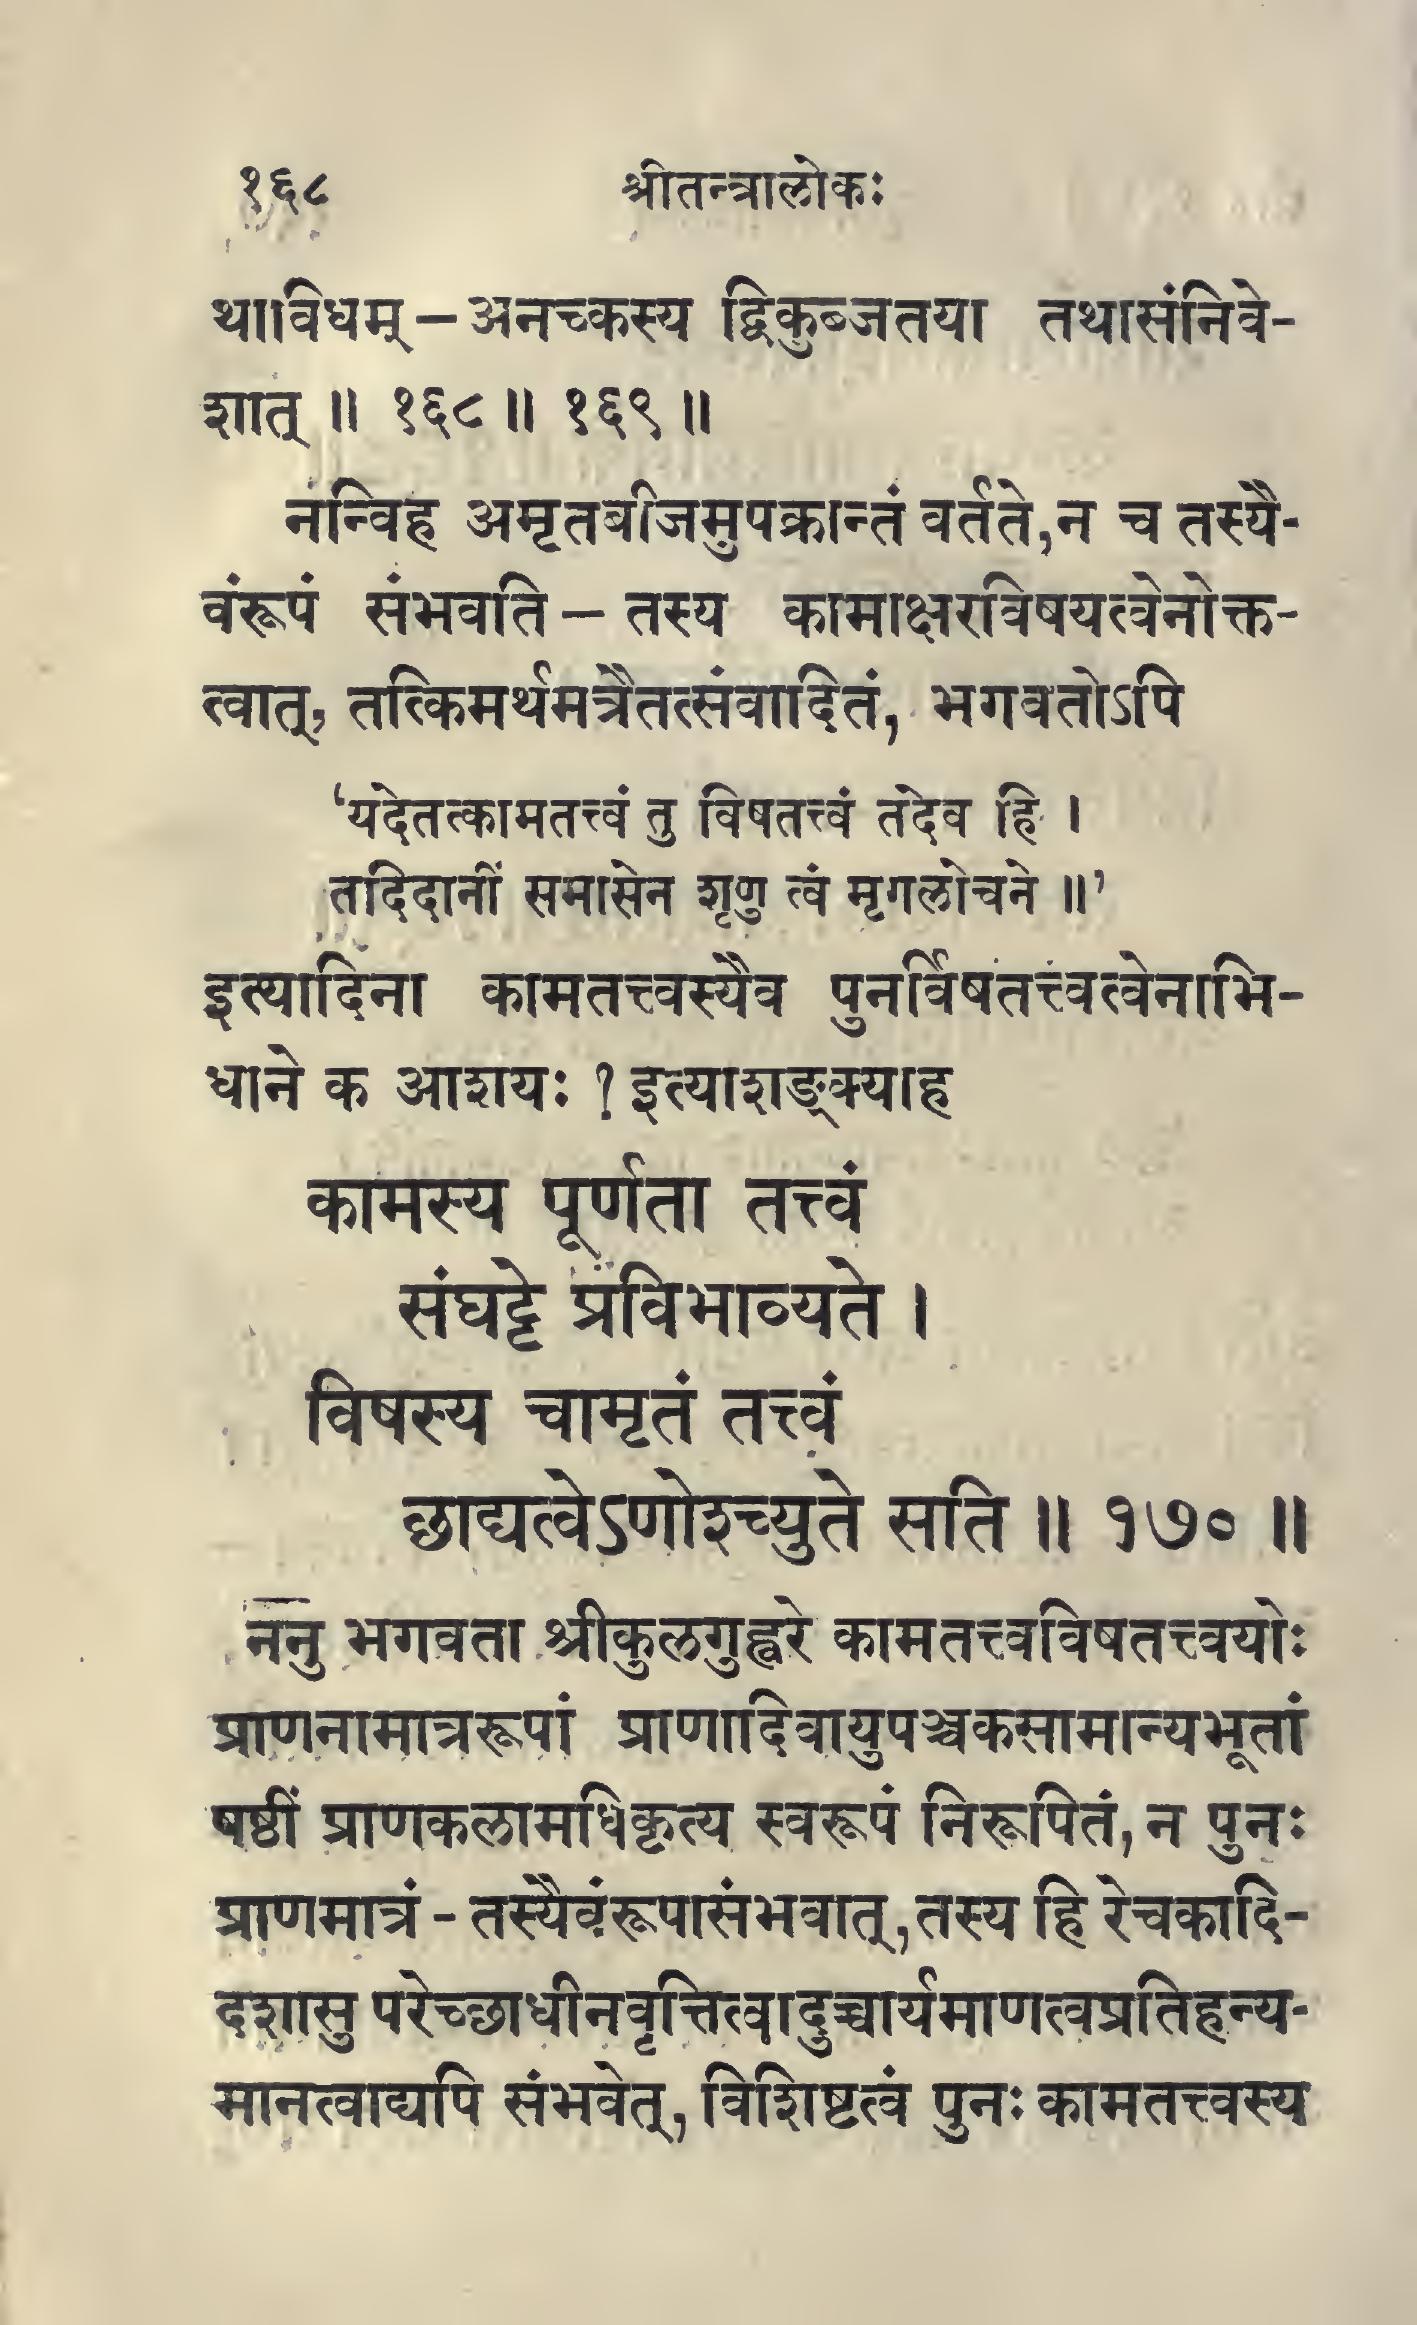 १६८ श्रीतन्त्रालोकः
थाविधम् – अनच्कस्य द्विकुब्जतया तथासंनिवे-
शात् ॥ १६८ ॥ १६९ ॥
नन्विह अमृतबीजमुपक्रान्तं वर्तते, न च तस्यै-
वंरूपं संभवति – तस्य कामाक्षरविषयत्वेनोक्त-
त्वात्, तत्किमर्थमत्रैतत्संवादितं, भगवतोऽपि
‘यदेतत्कामतत्त्वं तु विषतत्त्वं तदेव हि ।
तदिदानीं समासेन शृणु त्वं मृगलोचने ॥’
इत्यादिना कामतत्त्वस्यैव पुनर्विषतत्त्वत्वेनाभि-
धाने क आशयः ? इत्याशङ्क्याह
कामस्य पूर्णता तत्त्वं
संघट्टे प्रविभाव्यते ।
विषस्य चामृतं तत्त्वं
छाद्यत्वेऽणोश्च्युते सति ॥ १७० ॥
ननु भगवता श्रीकुलगुह्वरे कामतत्त्वविषतत्त्वयोः
प्राणनामात्ररूपां प्राणादिवायुपञ्चकसामान्यभूतां
षष्ठीं प्राणकलामधिकृत्य स्वरूपं निरूपितं, न पुनः
प्राणमात्रं - तस्यैवंरूपासंभवात्, तस्य हि रेचकादि-
दशासु परेच्छाधीनवृत्तित्वादुच्चार्यमाणत्वप्रतिहन्य-
मानत्वाद्यपि संभवेत्, विशिष्टत्वं पुनः कामतत्त्वस्य